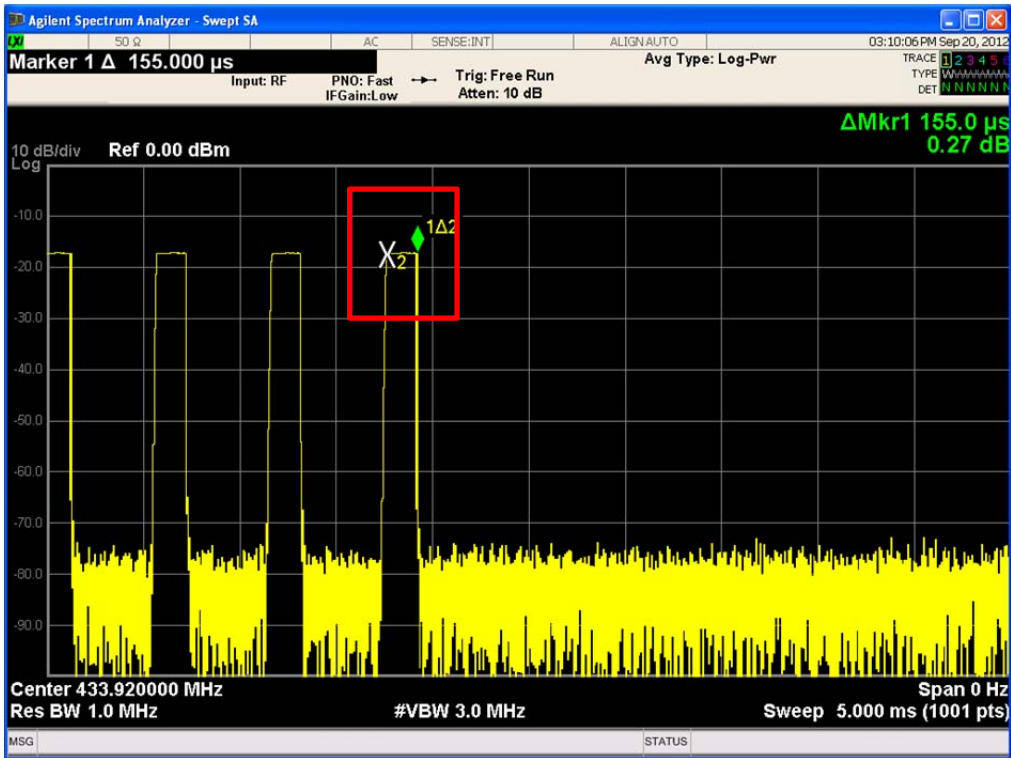 Agilent Spectrum Analyzer - Swept SA
LXI 50 Ω AC SENSE:INT ALIGN AUTO 03:10:06 PM Sep 20, 2012
Marker 1 Δ 155.000 µs Avg Type: Log-Pwr TRACE 1 2 3 4 5 6
Input: RF PNO: Fast Trig: Free Run TYPE W
IFGain:Low Atten: 10 dB DET N N N N N N
ΔMkr1 155.0 µs
10 dB/div Ref 0.00 dBm 0.27 dB
Log
-10.0
1Δ2
X2
-20.0
-30.0
-40.0
-50.0
-60.0
-70.0
-80.0
-90.0
Center 433.920000 MHz Span 0 Hz
Res BW 1.0 MHz #VBW 3.0 MHz Sweep 5.000 ms (1001 pts)
MSG STATUS